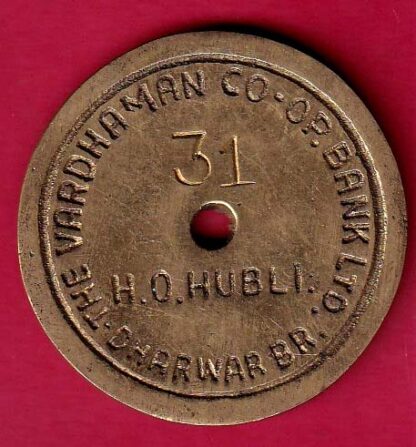 THE VARDHAMAN CO-OP. BANK LTD.
31
H.O. HUBLI.
DHARWAR BR.